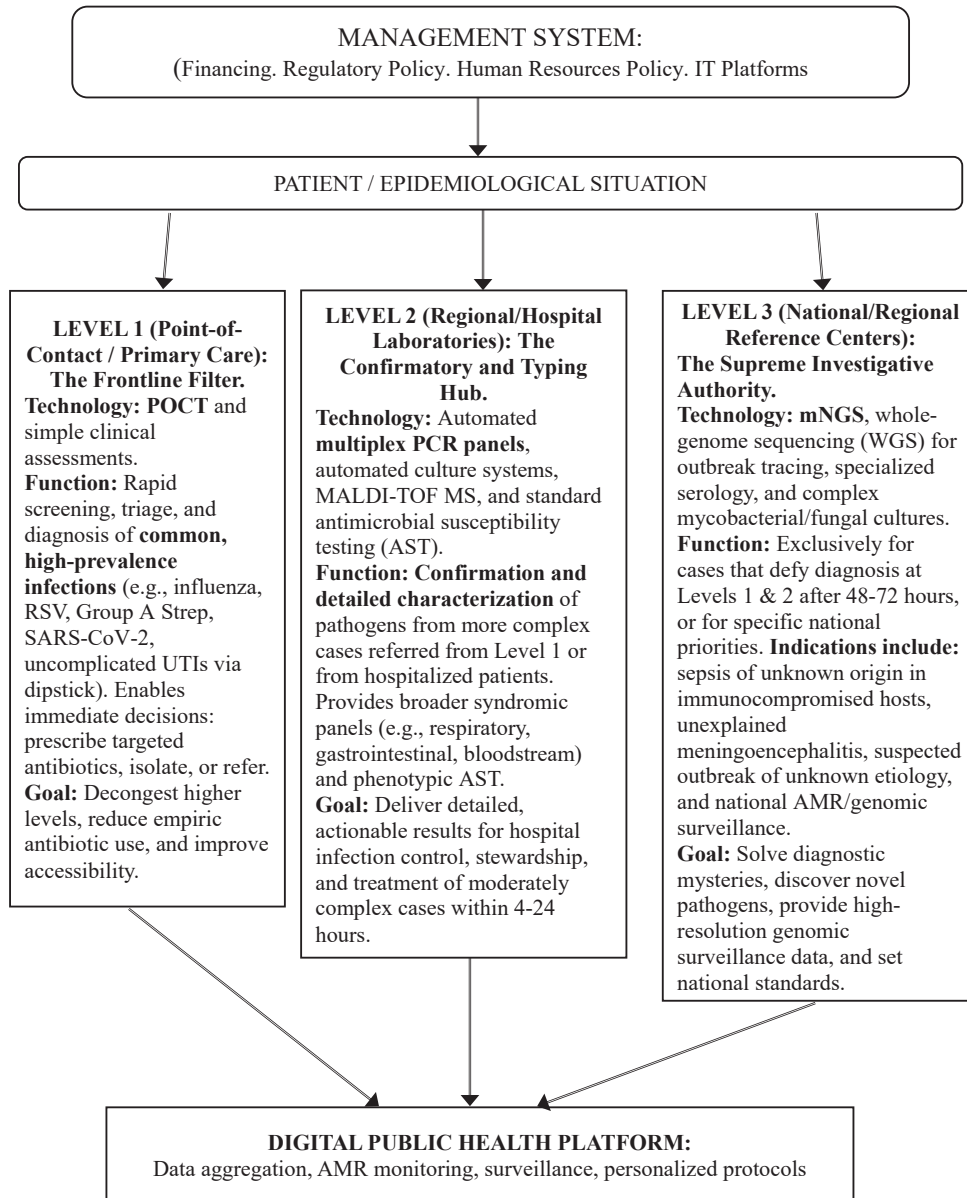 MANAGEMENT SYSTEM:
(Financing. Regulatory Policy. Human Resources Policy. IT Platforms
PATIENT / EPIDEMIOLOGICAL SITUATION
LEVEL 1 (Point-of-
Contact / Primary Care):
The Frontline Filter.
Technology: POCT and
simple clinical
assessments.
Function: Rapid
screening, triage, and
diagnosis of common,
high-prevalence
infections (e.g., influenza,
RSV, Group A Strep,
SARS-CoV-2,
uncomplicated UTIs via
dipstick). Enables
immediate decisions:
prescribe targeted
antibiotics, isolate, or refer.
Goal: Decongest higher
levels, reduce empiric
antibiotic use, and improve
accessibility.
LEVEL 2 (Regional/Hospital
Laboratories): The
Confirmatory and Typing
Hub.
Technology: Automated
multiplex PCR panels,
automated culture systems,
MALDI-TOF MS, and standard
antimicrobial susceptibility
testing (AST).
Function: Confirmation and
detailed characterization of
pathogens from more complex
cases referred from Level 1 or
from hospitalized patients.
Provides broader syndromic
panels (e.g., respiratory,
gastrointestinal, bloodstream)
and phenotypic AST.
Goal: Deliver detailed,
actionable results for hospital
infection control, stewardship,
and treatment of moderately
complex cases within 4-24
hours.
LEVEL 3 (National/Regional
Reference Centers):
The Supreme Investigative
Authority.
Technology: mNGS, whole-
genome sequencing (WGS) for
outbreak tracing, specialized
serology, and complex
mycobacterial/fungal cultures.
Function: Exclusively for
cases that defy diagnosis at
Levels 1 & 2 after 48-72 hours,
or for specific national
priorities. Indications include:
sepsis of unknown origin in
immunocompromised hosts,
unexplained
meningoencephalitis, suspected
outbreak of unknown etiology,
and national AMR/genomic
surveillance.
Goal: Solve diagnostic
mysteries, discover novel
pathogens, provide high-
resolution genomic
surveillance data, and set
national standards.
DIGITAL PUBLIC HEALTH PLATFORM:
Data aggregation, AMR monitoring, surveillance, personalized protocols